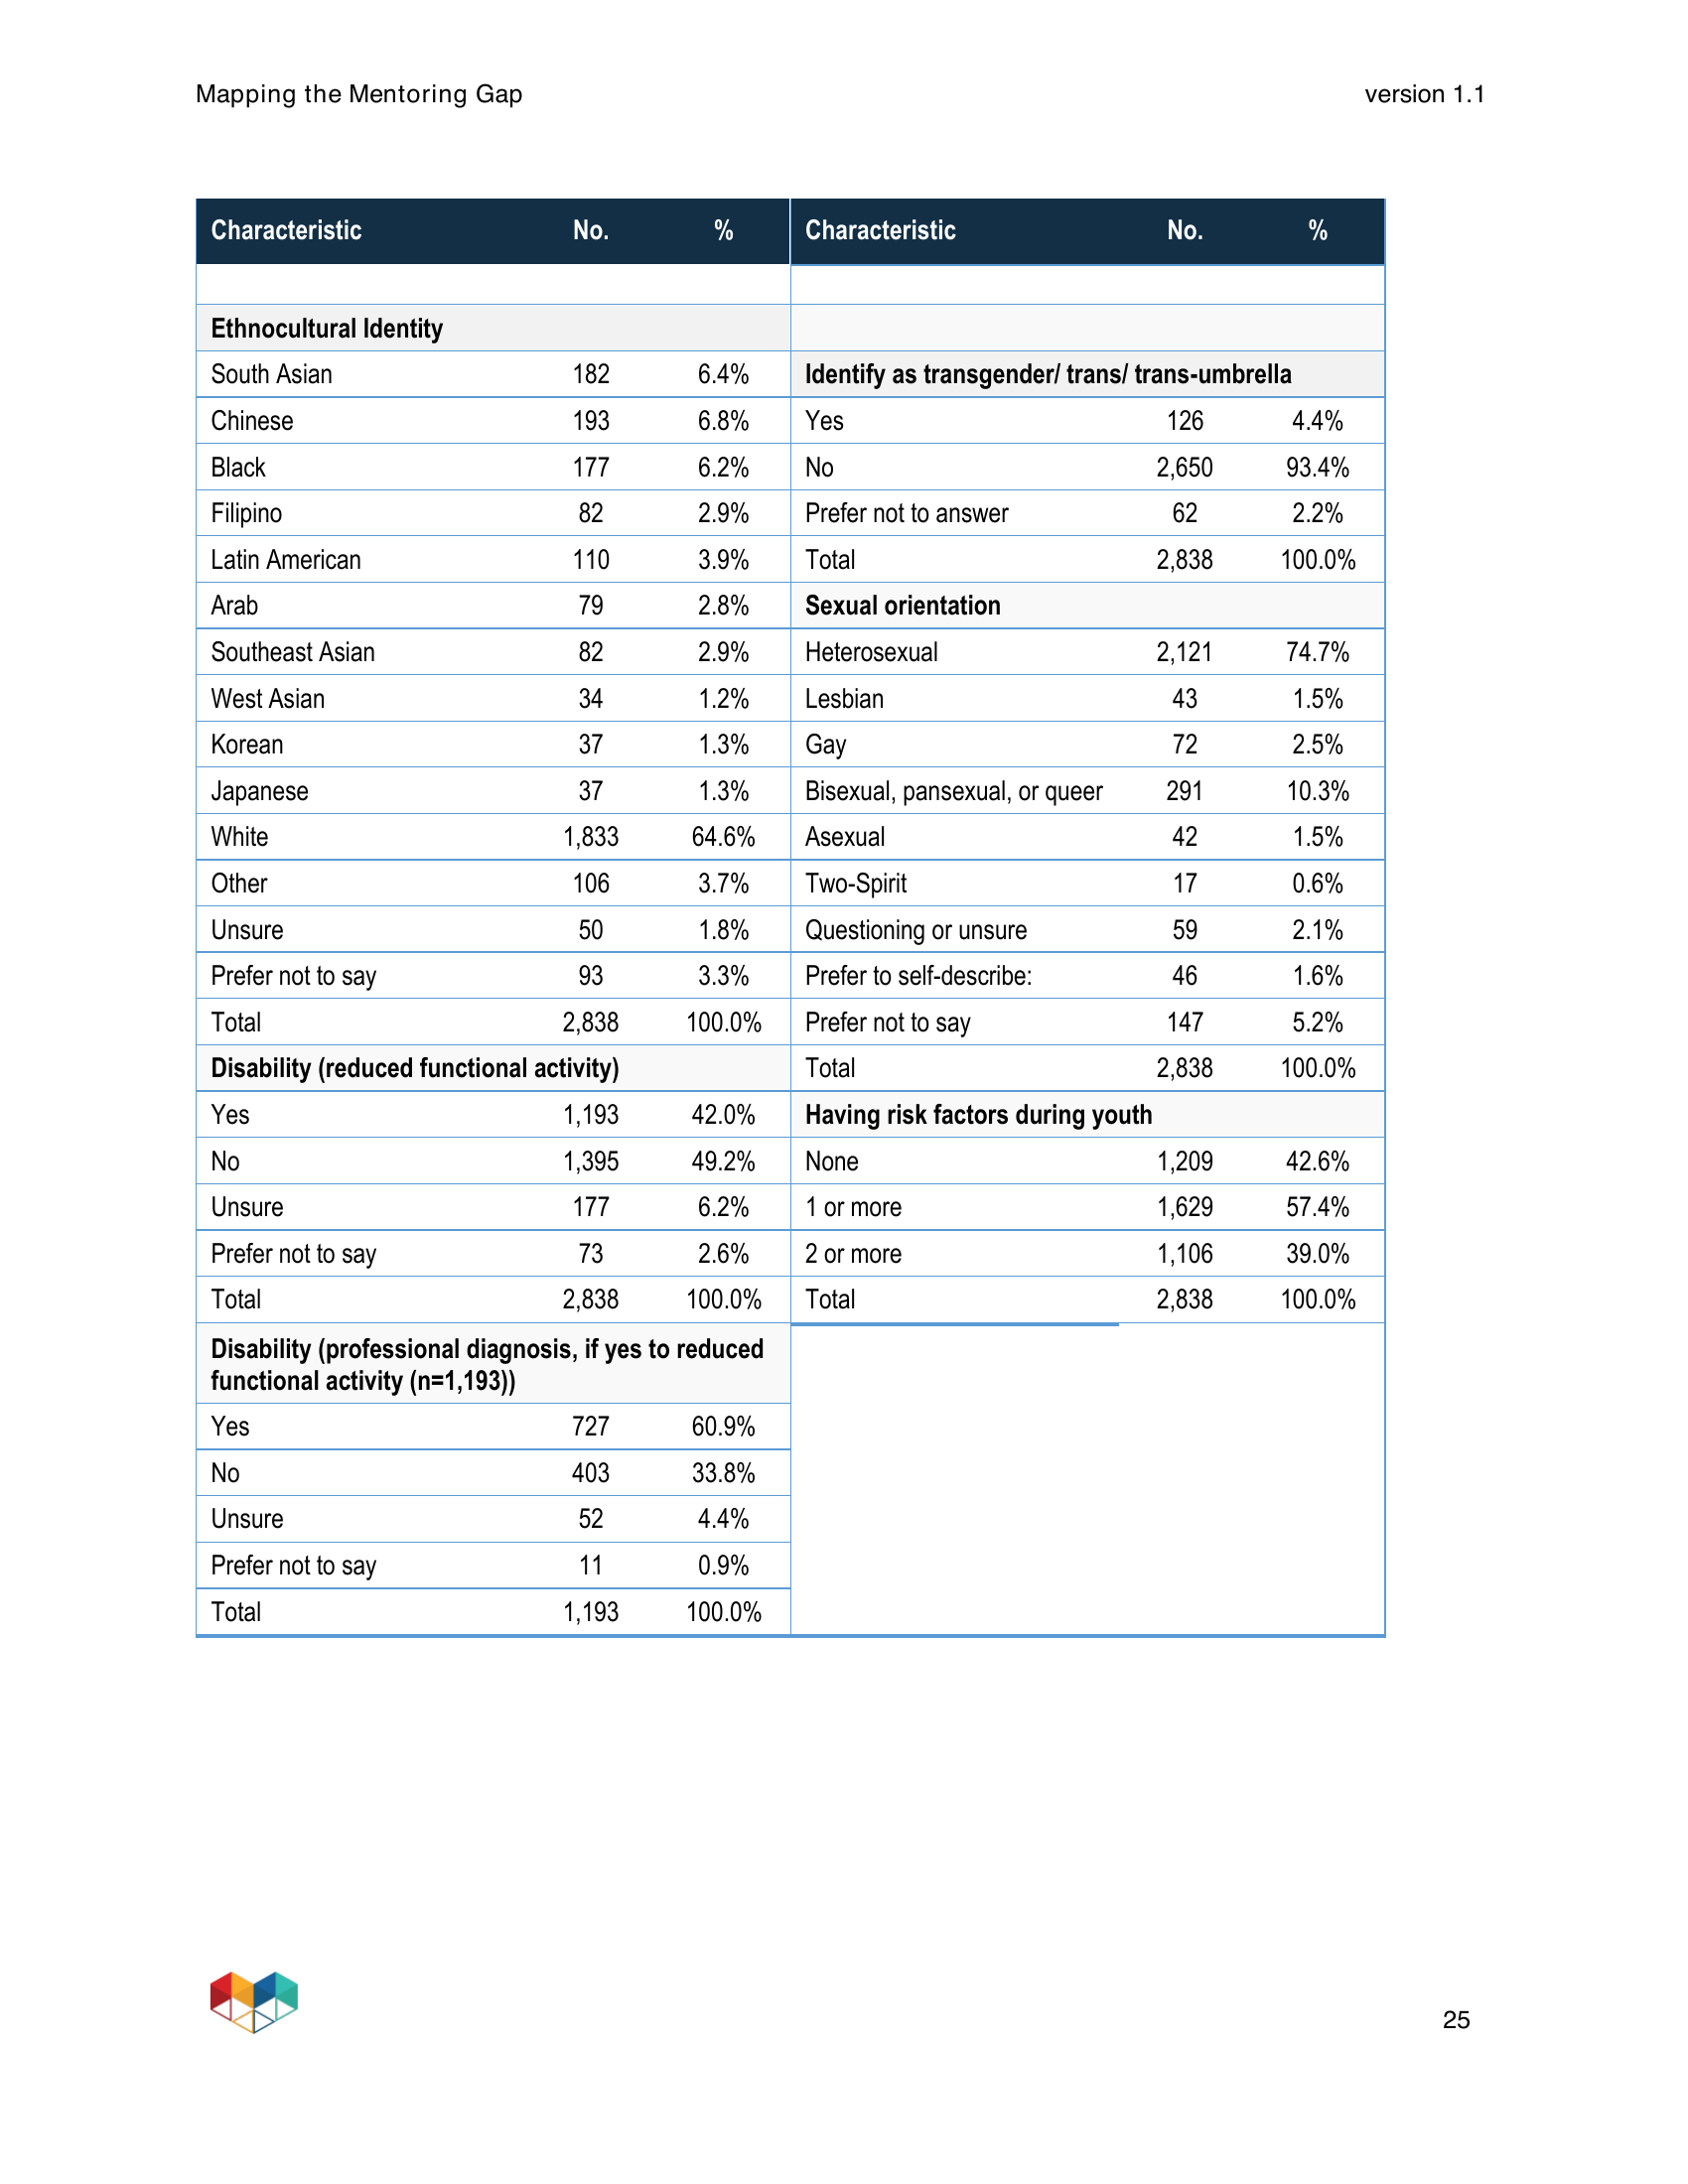 Mapping the Mentoring Gap version 1.1
Characteristic No. % Characteristic No. %
Ethnocultural Identity
South Asian 182 6.4% Identify as transgender/ trans/ trans-umbrella
Chinese 193 6.8% Yes 126 4.4%
Black 177 6.2% No 2,650 93.4%
Filipino 82 2.9% Prefer not to answer 62 2.2%
Latin American 110 3.9% Total 2,838 100.0%
Arab 79 2.8% Sexual orientation
Southeast Asian 82 2.9% Heterosexual 2,121 74.7%
West Asian 34 1.2% Lesbian 43 1.5%
Korean 37 1.3% Gay 72 2.5%
Japanese 37 1.3% Bisexual, pansexual, or queer 291 10.3%
White 1,833 64.6% Asexual 42 1.5%
Other 106 3.7% Two-Spirit 17 0.6%
Unsure 50 1.8% Questioning or unsure 59 2.1%
Prefer not to say 93 3.3% Prefer to self-describe: 46 1.6%
Total 2,838 100.0% Prefer not to say 147 5.2%
Disability (reduced functional activity) Total 2,838 100.0%
Yes 1,193 42.0% Having risk factors during youth
No 1,395 49.2% None 1,209 42.6%
Unsure 177 6.2% 1 or more 1,629 57.4%
Prefer not to say 73 2.6% 2 or more 1,106 39.0%
Total 2,838 100.0% Total 2,838 100.0%
Disability (professional diagnosis, if yes to reduced
functional activity (n=1,193))
Yes 727 60.9%
No 403 33.8%
Unsure 52 4.4%
Prefer not to say 11 0.9%
Total 1,193 100.0%
25